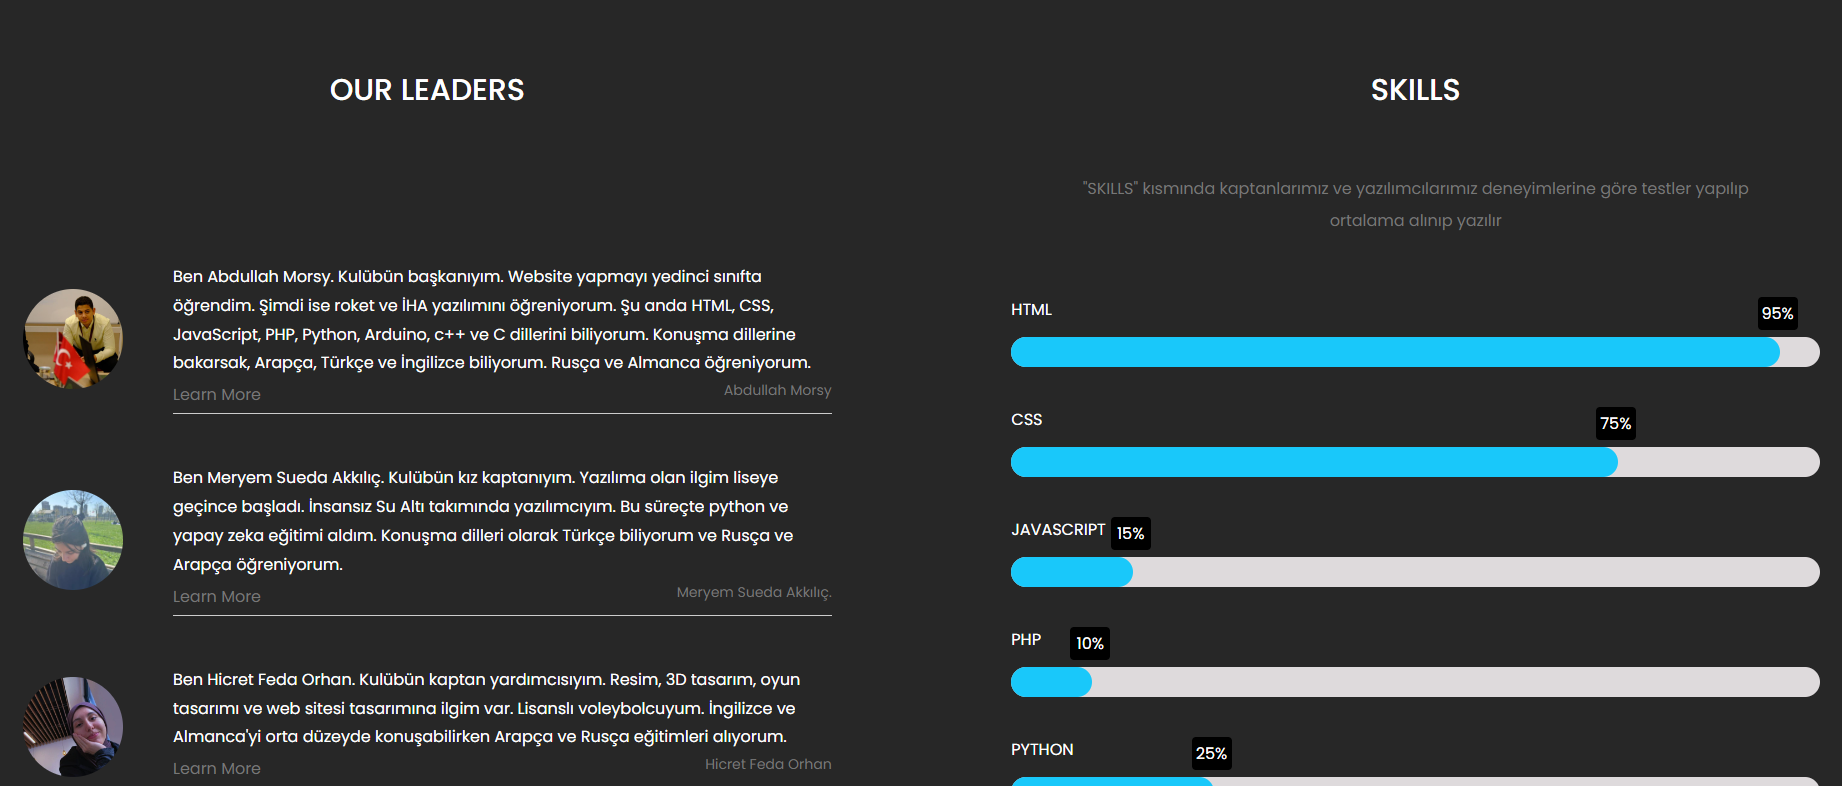 OUR LEADERS
Ben Abdullah Morsy. Kulübün başkanıyım. Website yapmayı yedinci sınıfta
öğrendim. Şimdi ise roket ve İHA yazılımını öğreniyorum. Şu anda HTML, CSS,
JavaScript, PHP, Python, Arduino, c++ ve C dillerini biliyorum. Konuşma dillerine
bakarsak, Arapça, Türkçe ve İngilizce biliyorum. Rusça ve Almanca öğreniyorum.
Abdullah Morsy
Learn More
Ben Meryem Sueda Akkılıç. Kulübün kız kaptanıyım. Yazılıma olan ilgim liseye
geçince başladı. İnsansız Su Altı takımında yazılımcıyım. Bu süreçte python ve
yapay zeka eğitimi aldım. Konuşma dilleri olarak Türkçe biliyorum ve Rusça ve
Arapça öğreniyorum.
Meryem Sueda Akkılıç.
Learn More
Ben Hicret Feda Orhan. Kulübün kaptan yardımcısıyım. Resim, 3D tasarım, oyun
tasarımı ve web sitesi tasarımına ilgim var. Lisanslı voleybolcuyum. İngilizce ve
Almanca'yi orta düzeyde konuşabilirken Arapça ve Rusça eğitimleri alıyorum.
Hicret Feda Orhan
Learn More
SKILLS
"SKILLS" kısmında kaptanlarımız ve yazılımcılarımız deneyimlerine göre testler yapılıp
ortalama alınıp yazılır
HTML
95%
CSS
75%
JAVASCRIPT
15%
PHP
10%
PYTHON
25%